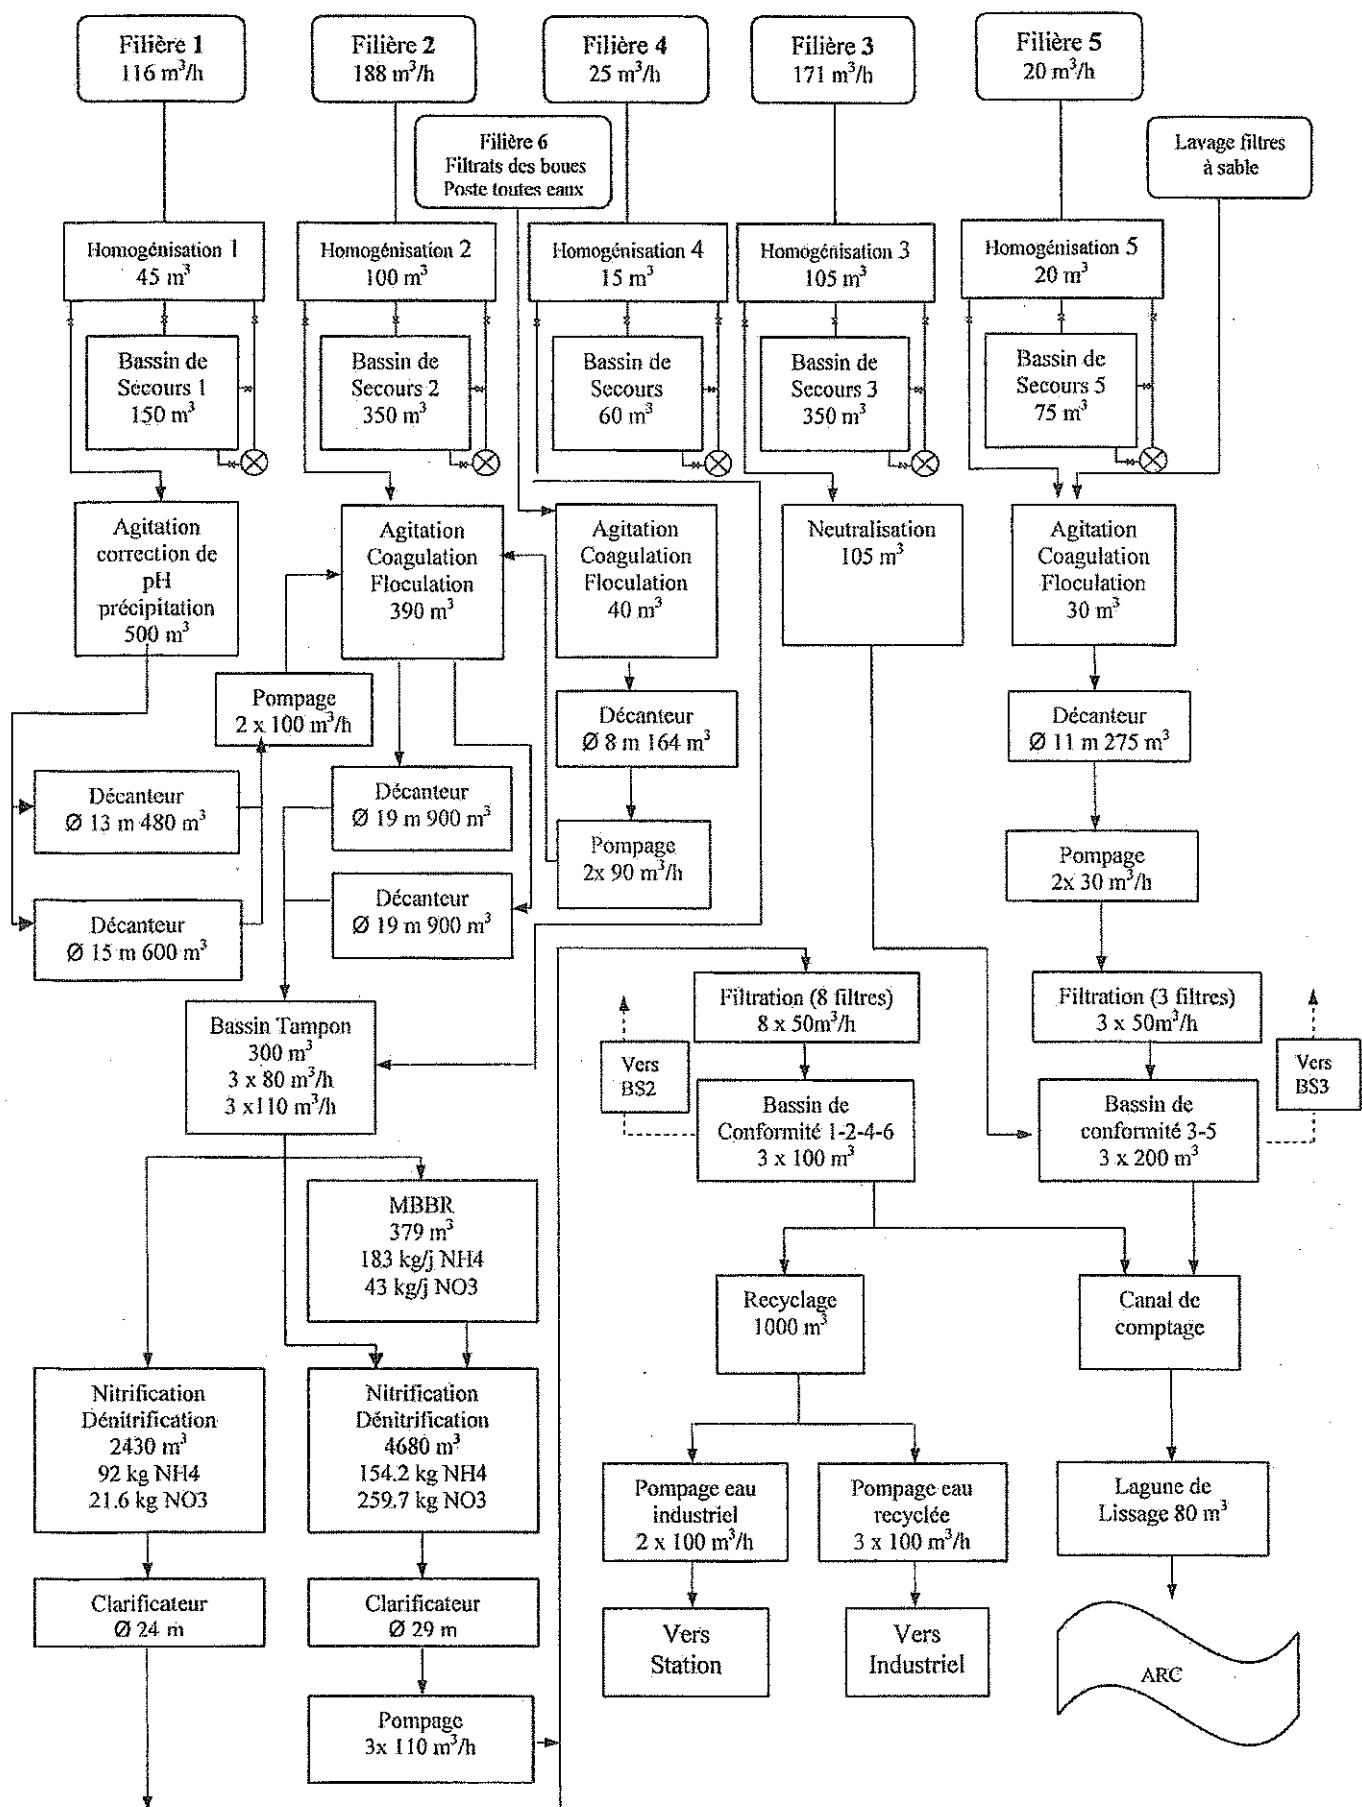 Filière 1
116 m³/h
Filière 2
188 m³/h
Filière 4
25 m³/h
Filière 3
171 m³/h
Filière 5
20 m³/h
Filière 6
Filtrats des boues
Poste toutes eaux
Lavage filtres
à sable
Homogénisation 1
45 m³
Homogénisation 2
100 m³
Homogénisation 4
15 m³
Homogénisation 3
105 m³
Homogénisation 5
20 m³
Bassin de
Secours 1
150 m³
Bassin de
Secours 2
350 m³
Bassin de
Secours
60 m³
Bassin de
Secours 3
350 m³
Bassin de
Secours 5
75 m³
Agitation
correction de
pH
précipitation
500 m³
Agitation
Coagulation
Floculation
390 m³
Agitation
Coagulation
Floculation
40 m³
Neutralisation
105 m³
Agitation
Coagulation
Floculation
30 m³
Pompage
2 x 100 m³/h
Décanteur
Ø 8 m 164 m³
Décanteur
Ø 11 m 275 m³
Décanteur
Ø 13 m 480 m³
Décanteur
Ø 19 m 900 m³
Pompage
2x 90 m³/h
Pompage
2x 30 m³/h
Décanteur
Ø 15 m 600 m³
Décanteur
Ø 19 m 900 m³
Filtration (8 filtres)
8 x 50m³/h
Filtration (3 filtres)
3 x 50m³/h
Bassin Tampon
300 m³
3 x 80 m³/h
3 x110 m³/h
Vers
BS2
Bassin de
Conformité 1-2-4-6
3 x 100 m³
Bassin de
conformité 3-5
3 x 200 m³
Vers
BS3
MBBR
379 m³
183 kg/j NH4
43 kg/j NO3
Recyclage
1000 m³
Canal de
comptage
Nitrification
Dénitrification
2430 m³
92 kg NH4
21.6 kg NO3
Nitrification
Dénitrification
4680 m³
154.2 kg NH4
259.7 kg NO3
Pompage eau
industriel
2 x 100 m³/h
Pompage eau
recyclée
3 x 100 m³/h
Lagune de
Lissage 80 m³
Clarificateur
Ø 24 m
Clarificateur
Ø 29 m
Vers
Station
Vers
Industriel
ARC
Pompage
3x 110 m³/h